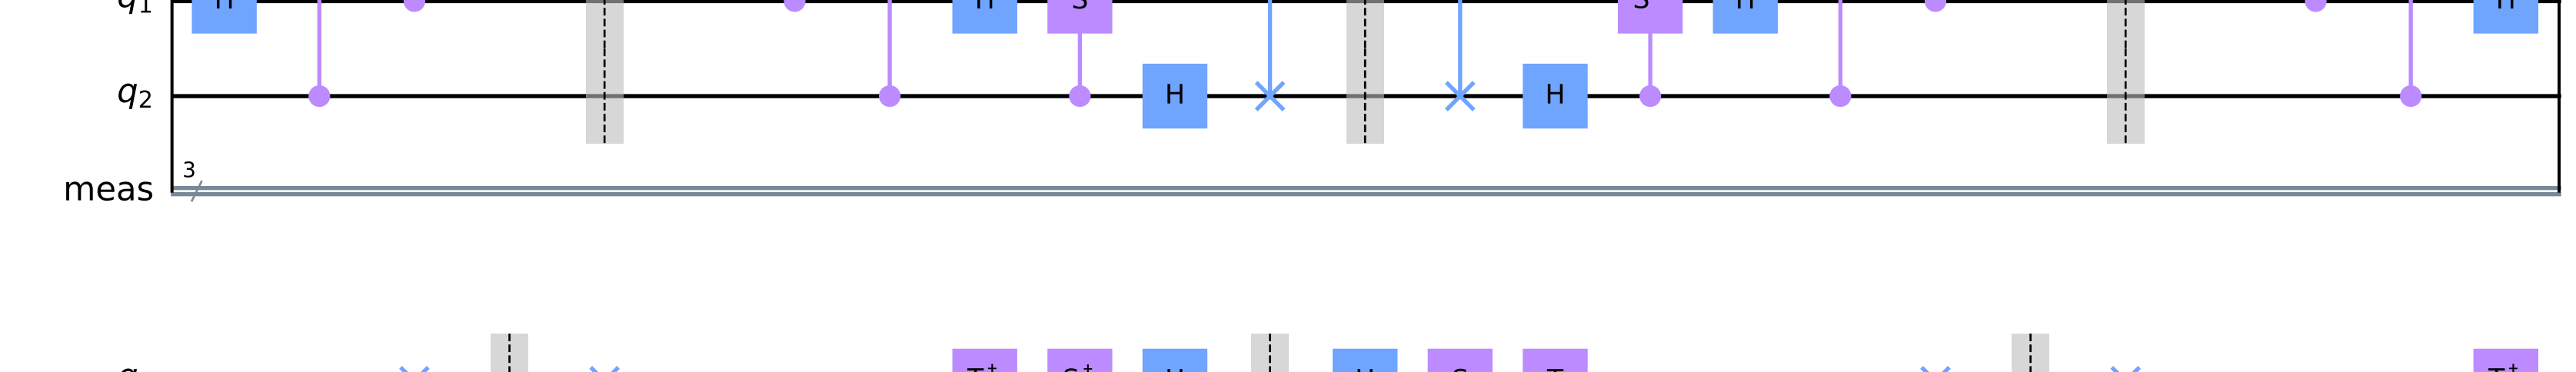 q1 H H S S H H
q2 H H
3
meas
T† S† H H S T T†
q